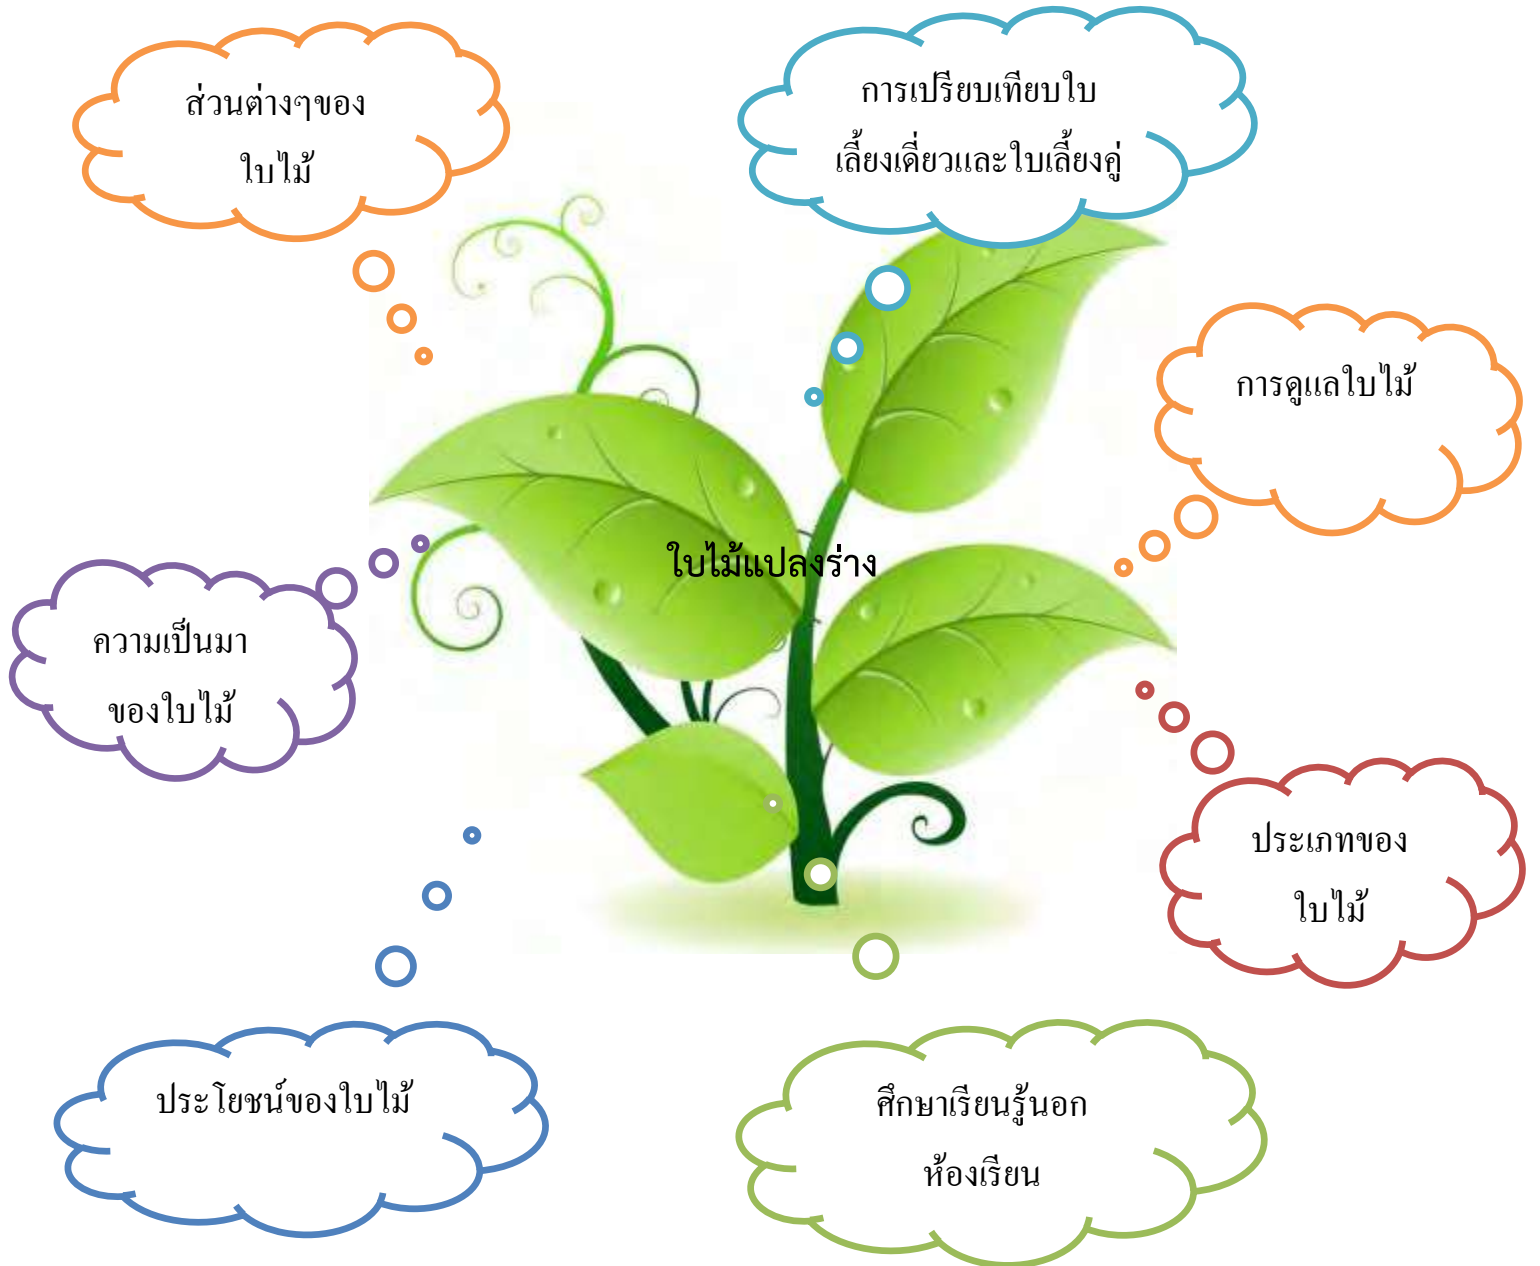 ส่วนต่างๆของ
ใบไม้
การเปรียบเทียบใบ
เลี้ยงเดี่ยวและใบเลี้ยงคู่
การดูแลใบไม้
ใบไม้แปลงร่าง
ความเป็นมา
ของใบไม้
ประเภทของ
ใบไม้
ประโยชน์ของใบไม้
ศึกษาเรียนรู้นอก
ห้องเรียน